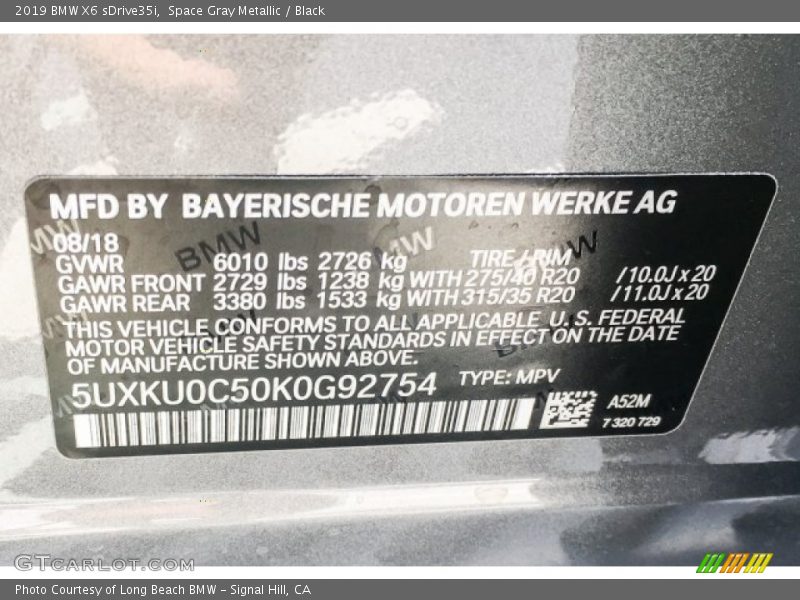 2019 BMW X6 sDrive35i,  Space Gray Metallic / Black
MFD BY BAYERISCHE MOTOREN WERKE AG
08/18
GVWR 6010 lbs 2726 kg TIRE / RIM
GAWR FRONT 2729 lbs 1238 kg WITH 275/40 R20 /10.0J x 20
GAWR REAR 3380 lbs 1533 kg WITH 315/35 R20 /11.0J x 20
THIS VEHICLE CONFORMS TO ALL APPLICABLE U. S. FEDERAL
MOTOR VEHICLE SAFETY STANDARDS IN EFFECT ON THE DATE
OF MANUFACTURE SHOWN ABOVE.
5UXKU0C50K0G92754 TYPE: MPV
A52M
7 320 729
GTCARLOT.COM
Photo Courtesy of Long Beach BMW – Signal Hill, CA